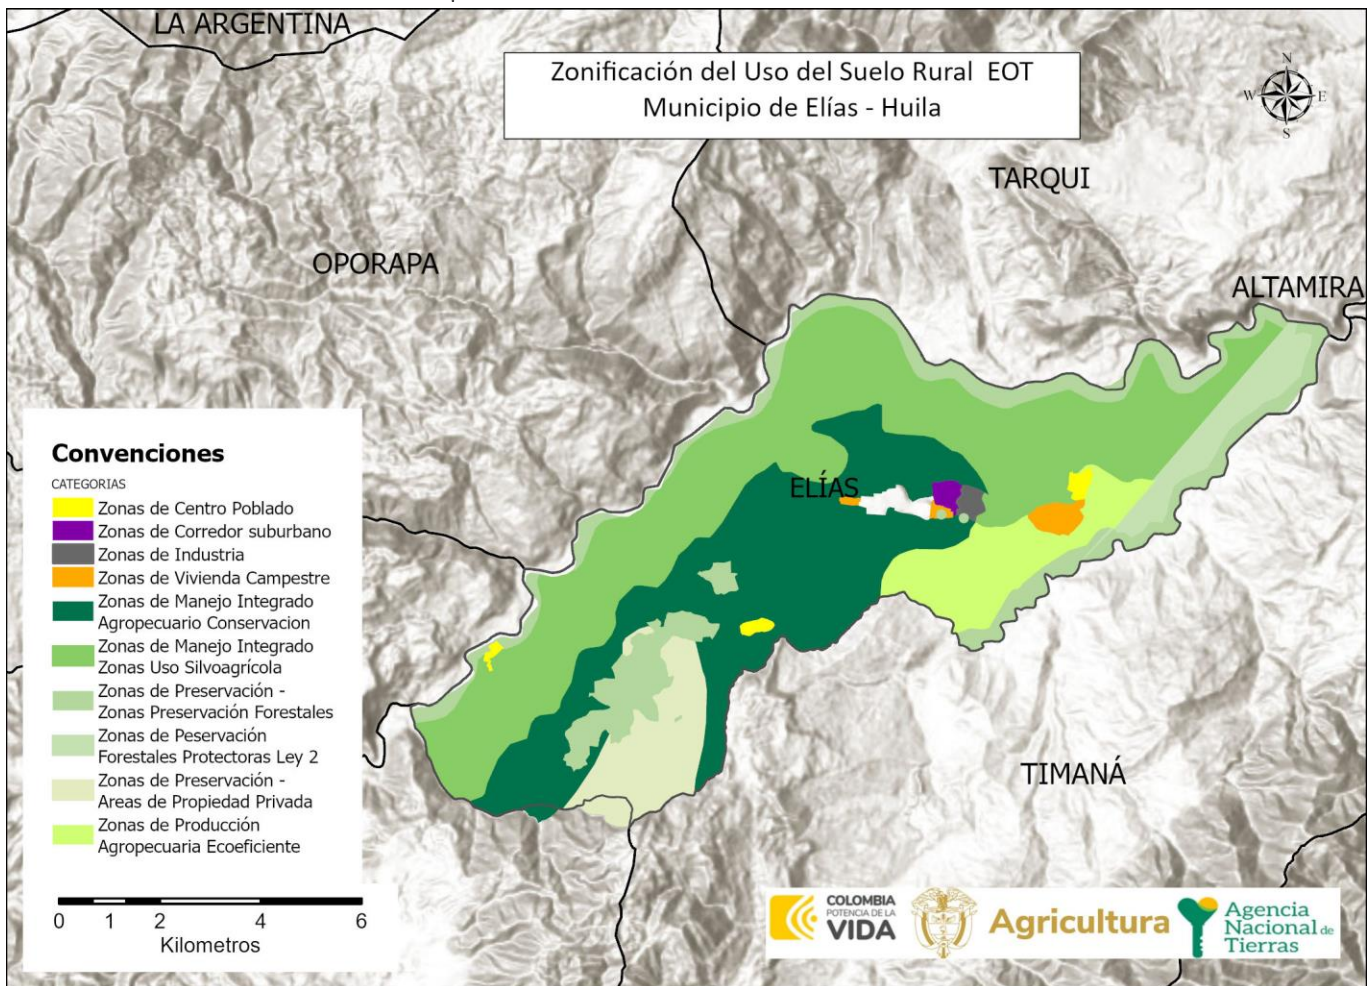 LA ARGENTINA
Zonificación del Uso del Suelo Rural EOT
Municipio de Elías - Huila
N
W
E
S
TARQUI
OPORAPA
ALTAMIRA
ELÍAS
TIMANÁ
Convenciones
CATEGORIAS
Zonas de Centro Poblado
Zonas de Corredor suburbano
Zonas de Industria
Zonas de Vivienda Campestre
Zonas de Manejo Integrado
Agropecuario Conservacion
Zonas de Manejo Integrado
Zonas Uso Silvoagrícola
Zonas de Preservación -
Zonas Preservación Forestales
Zonas de Peservación
Forestales Protectoras Ley 2
Zonas de Preservación -
Areas de Propiedad Privada
Zonas de Producción
Agropecuaria Ecoeficiente
0 1 2 4 6
Kilometros
COLOMBIA
POTENCIA DE LA
VIDA
Agricultura
Agencia
Nacional de
Tierras